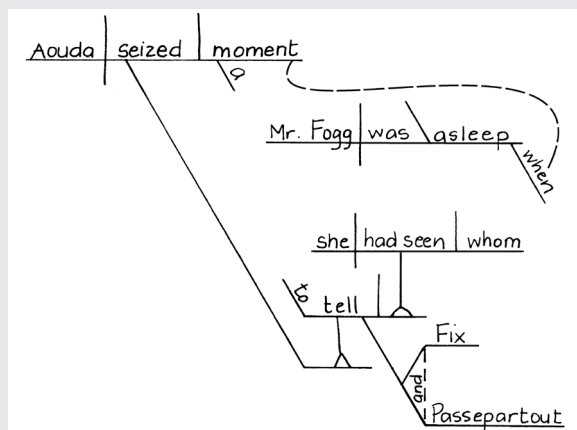 Aouda seized moment
a
Mr. Fogg was asleep
when
she had seen whom
to
tell
Fix
and
Passepartout